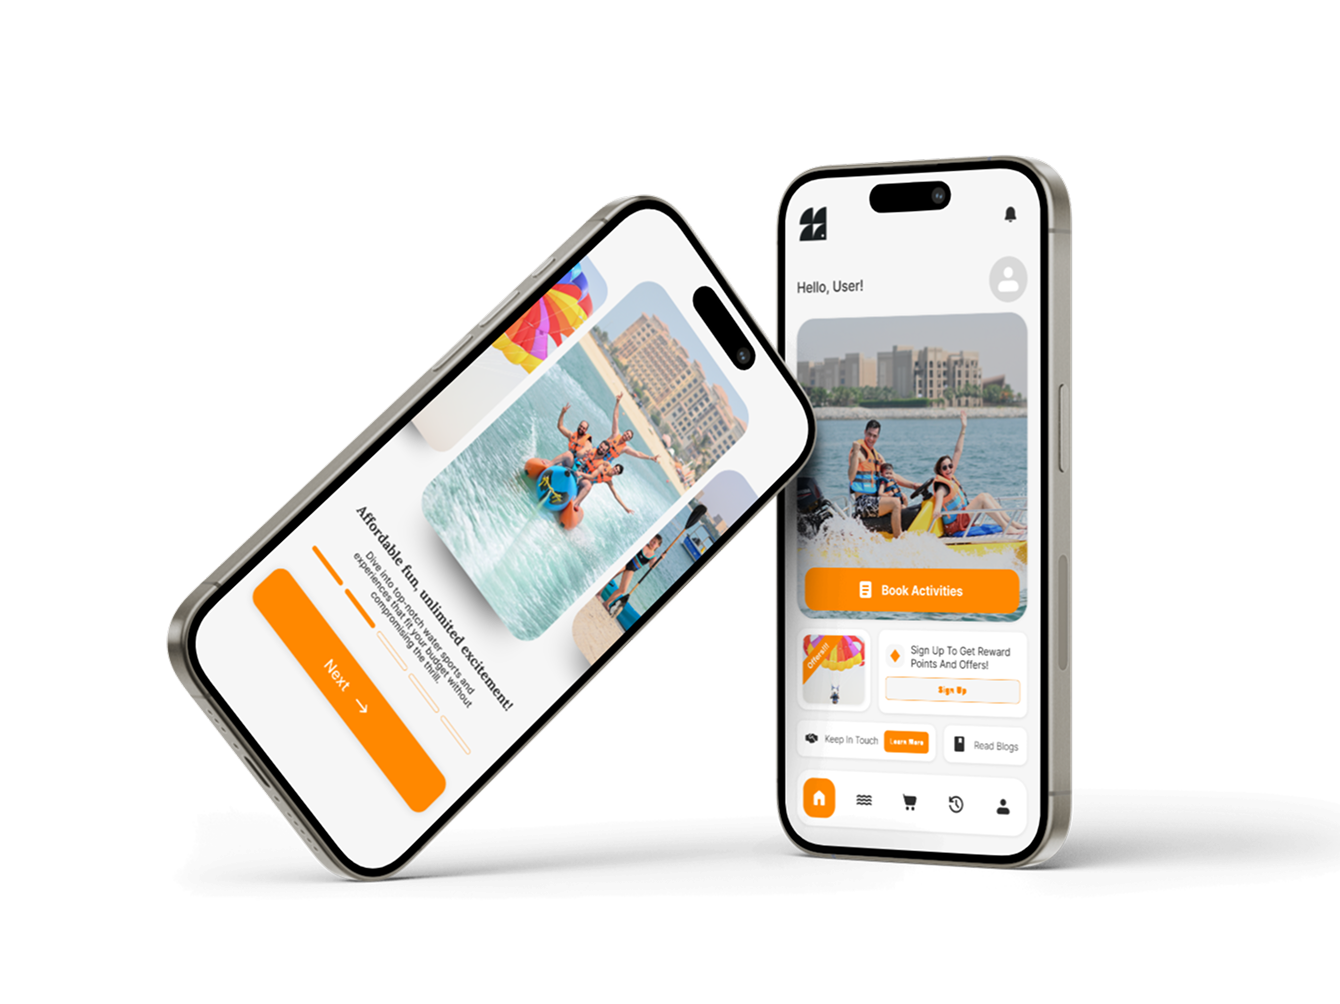 Affordable fun, unlimited excitement!
Dive into top-notch water sports and
experiences that fit your budget without
compromising the thrill.
Next
Hello, User!
Book Activities
Offers!!!
Sign Up To Get Reward
Points And Offers!
Sign Up
Keep In Touch
Learn More
Read Blogs